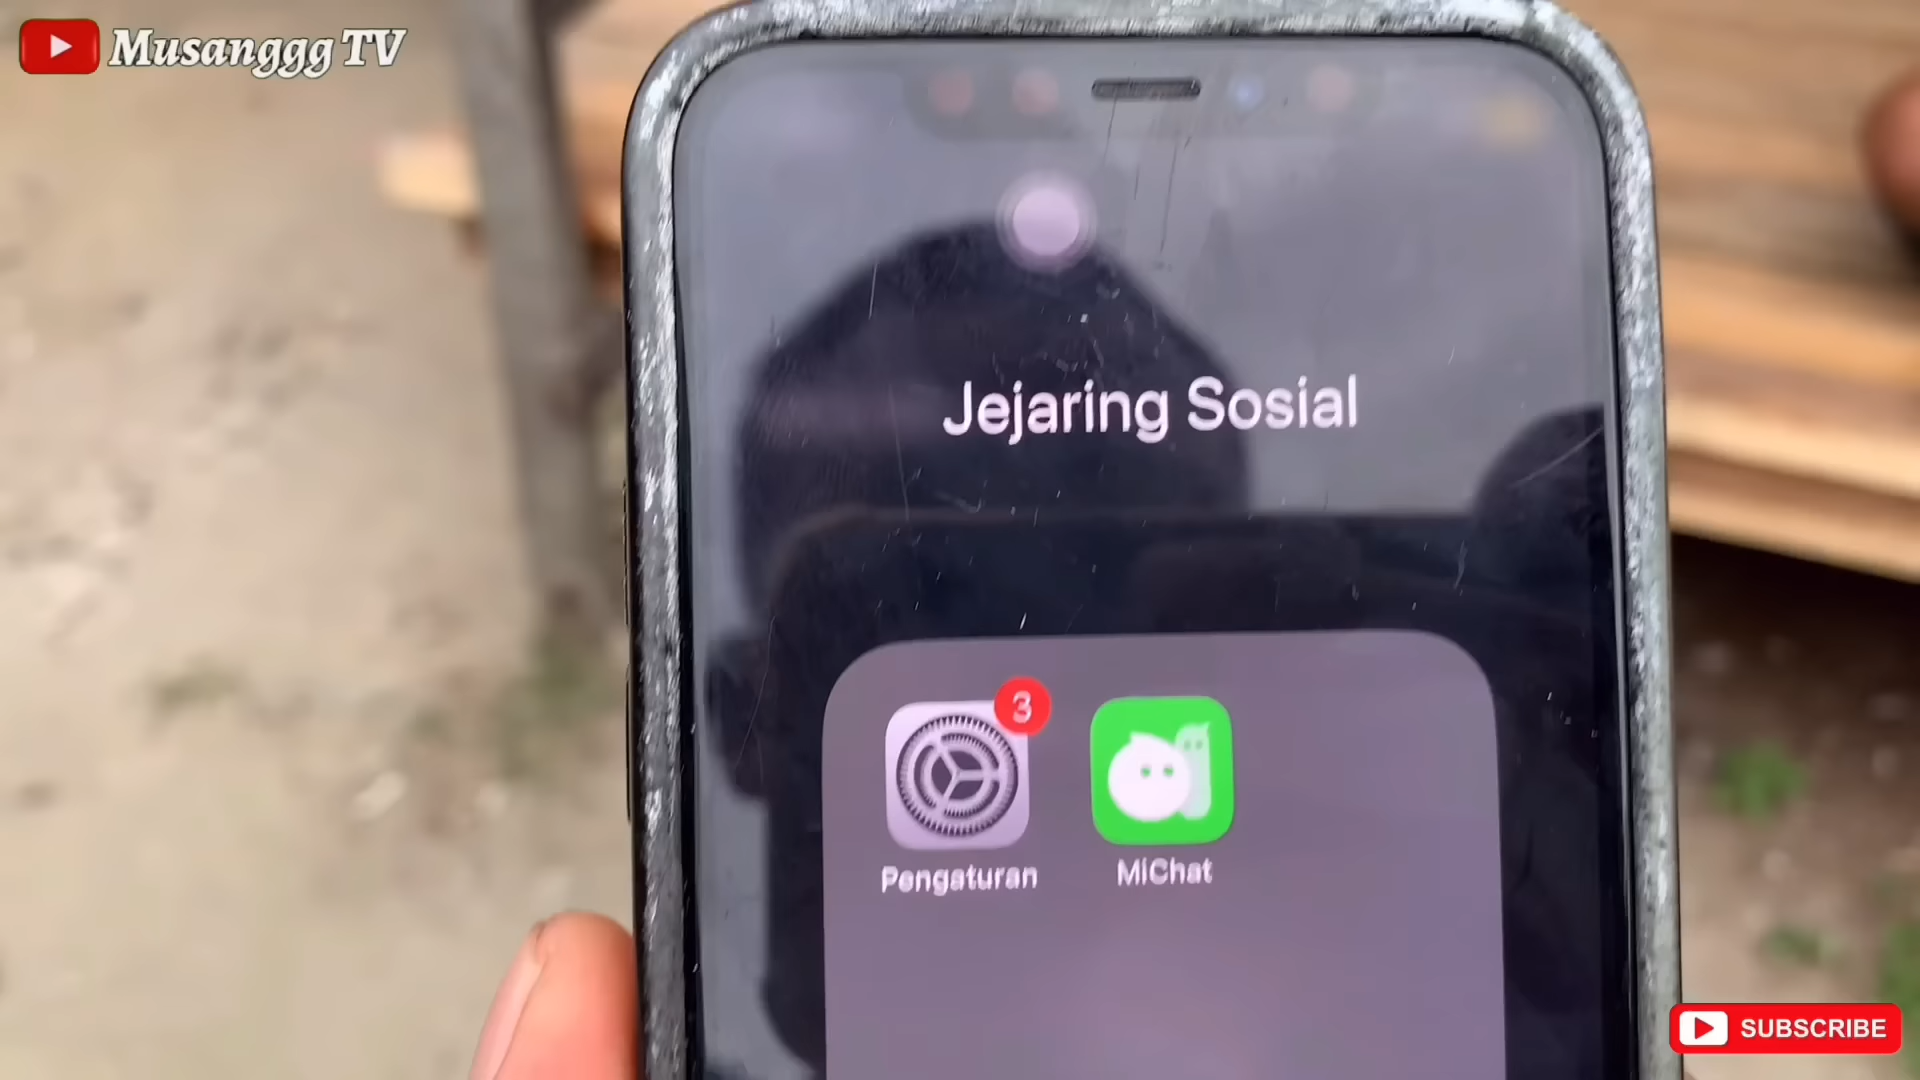 Musanggg TV
Jejaring Sosial
3
Pengaturan
MiChat
SUBSCRIBE